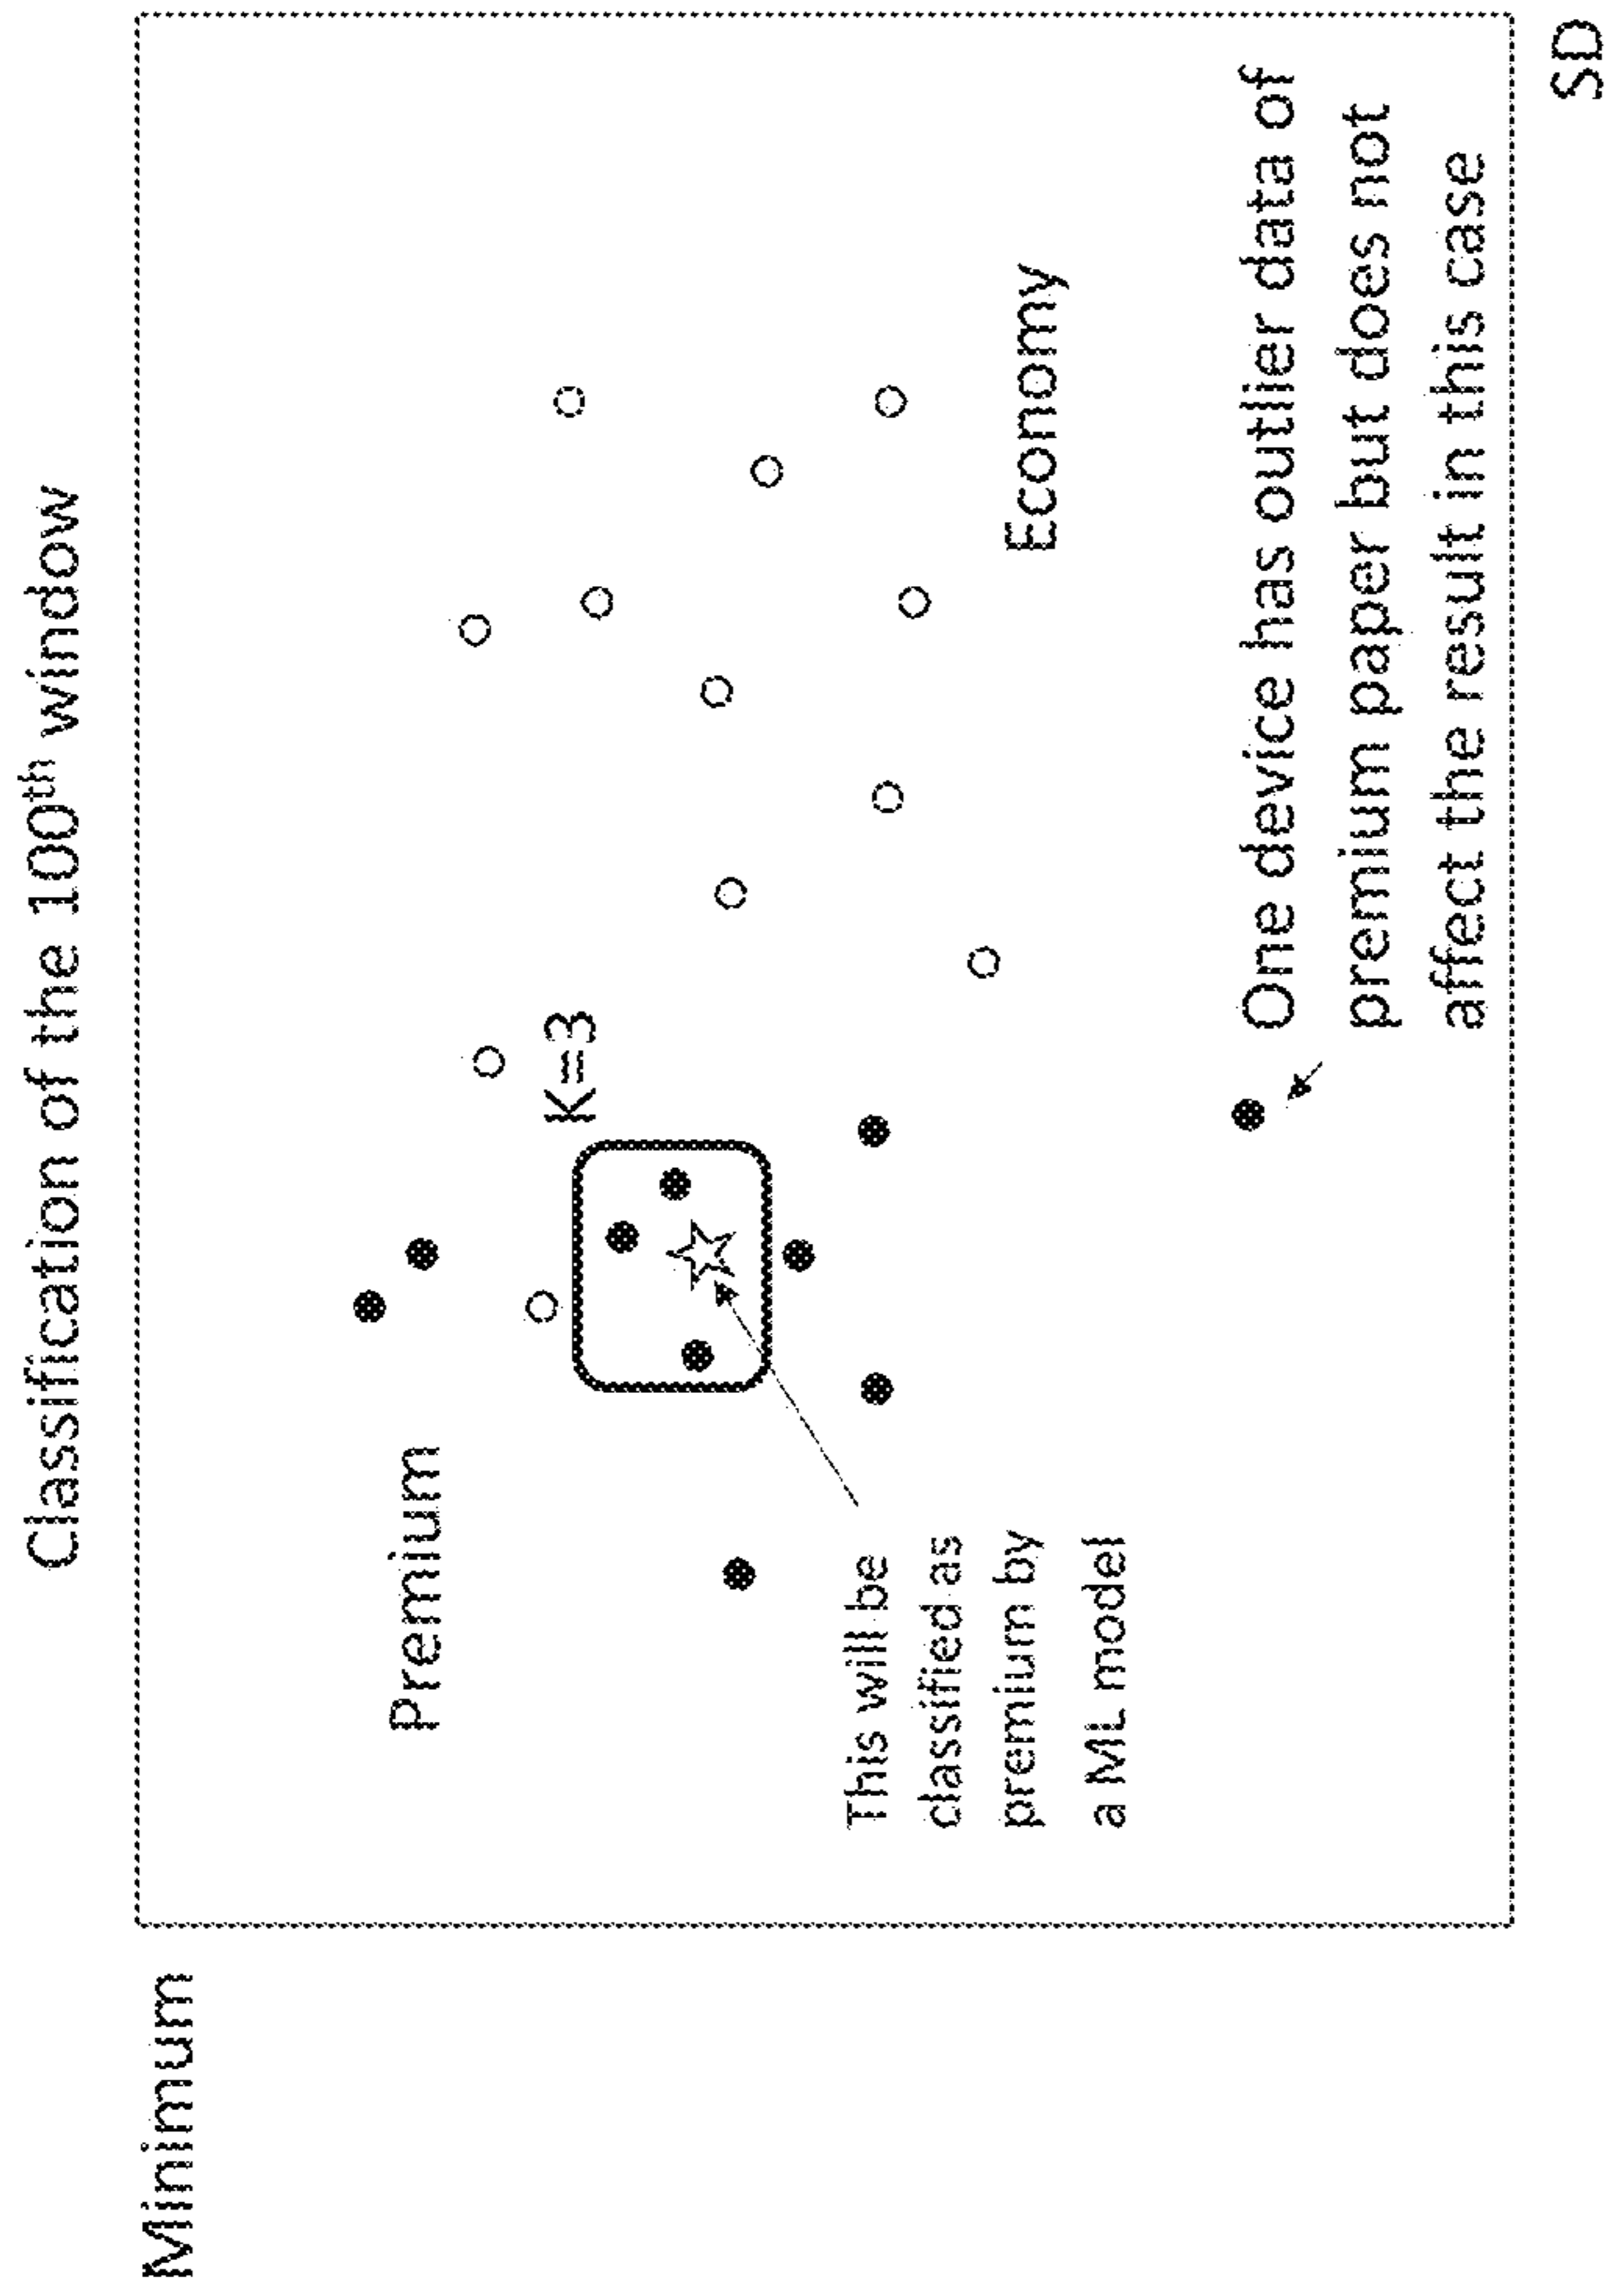 Classification of the 100th window
Minimum
Premium
K=3
This will be
classified as
premium by
a ML model
Economy
One device has outlier data of
premium paper but does not
affect the result in this case
SD